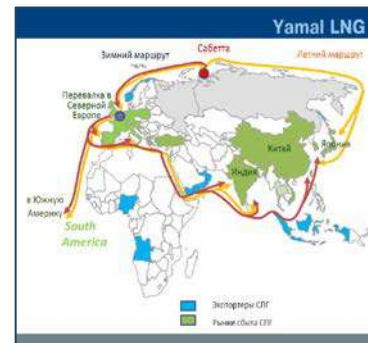 Yamal LNG
Зимний маршрут
Сабетта
Летний маршрут
Перевалка в
Северной
Европе
Китай
Япония
Индия
в Южную
Америку
South
America
Экспортеры СПГ
Рынки сбыта СПГ